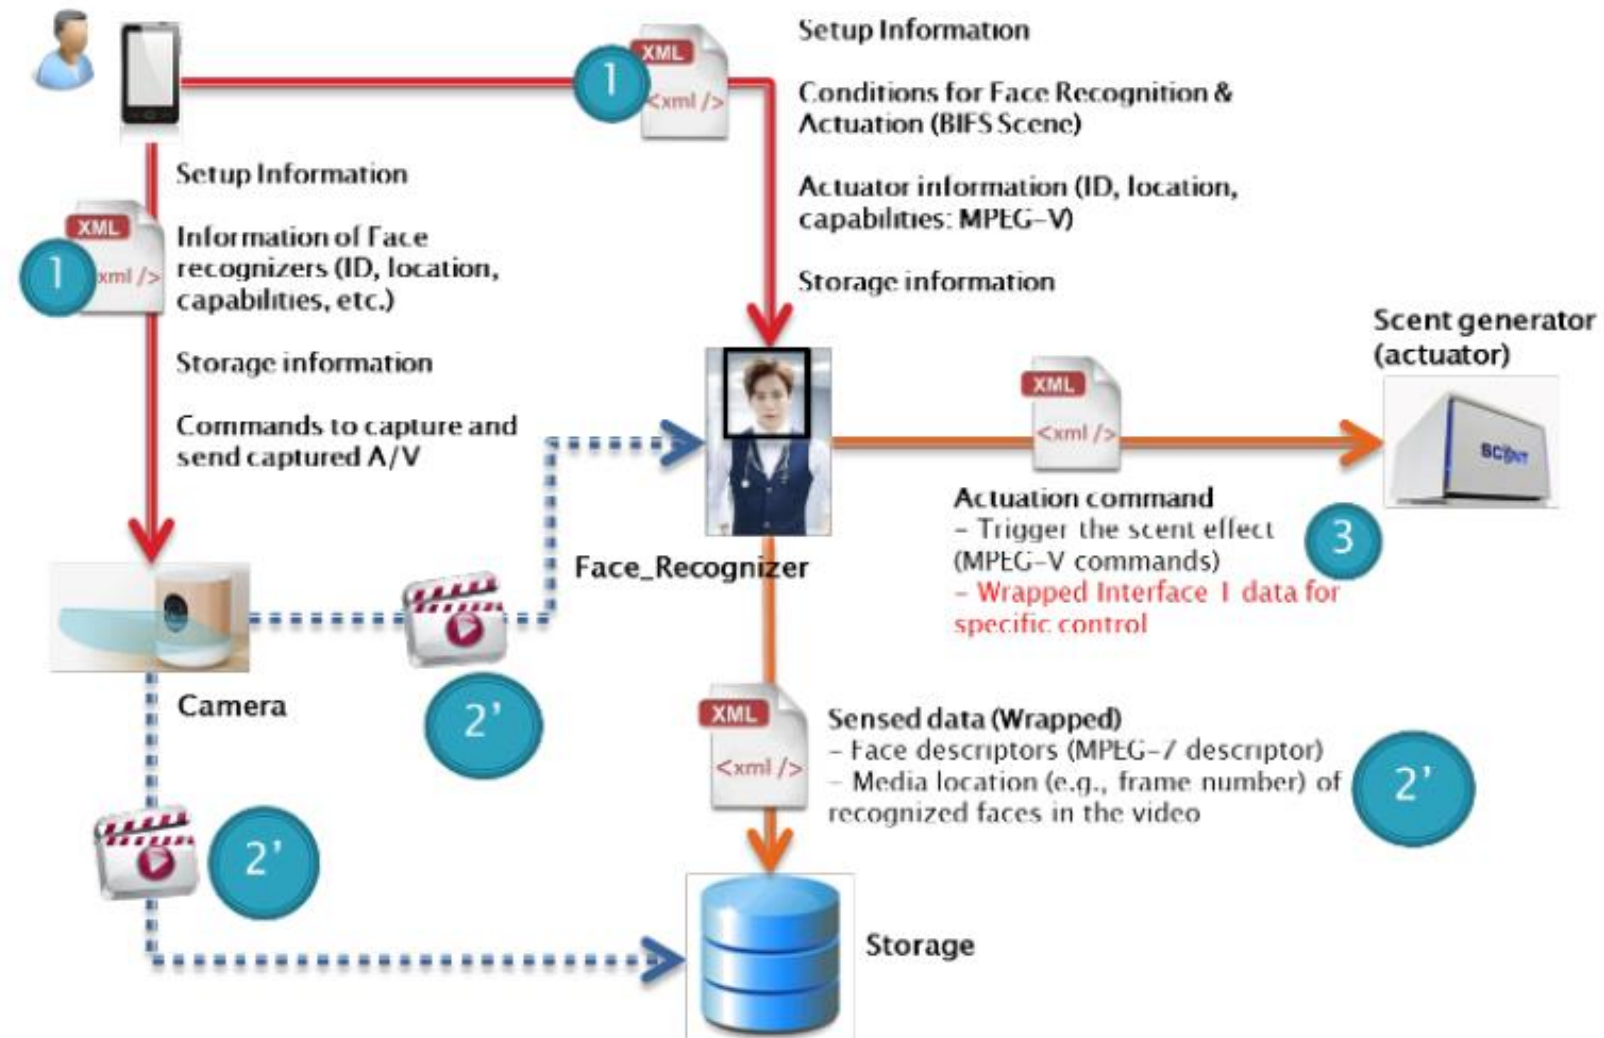 XML
<xml />
1
Setup Information
Conditions for Face Recognition &
Actuation (BIFS Scene)
Actuator information (ID, location,
capabilities: MPEG-V)
Storage information
Setup Information
XML
xml />
1
Information of Face
recognizers (ID, location,
capabilities, etc.)
Storage information
Commands to capture and
send captured A/V
Scent generator
(actuator)
SCENT
XML
<xml />
Actuation command
- Trigger the scent effect
(MPEG-V commands)
- Wrapped Interface 1 data for
specific control
3
Face_Recognizer
Camera
2'
XML
<xml />
Sensed data (Wrapped)
- Face descriptors (MPEG-7 descriptor)
- Media location (e.g., frame number) of
recognized faces in the video
2'
2'
Storage